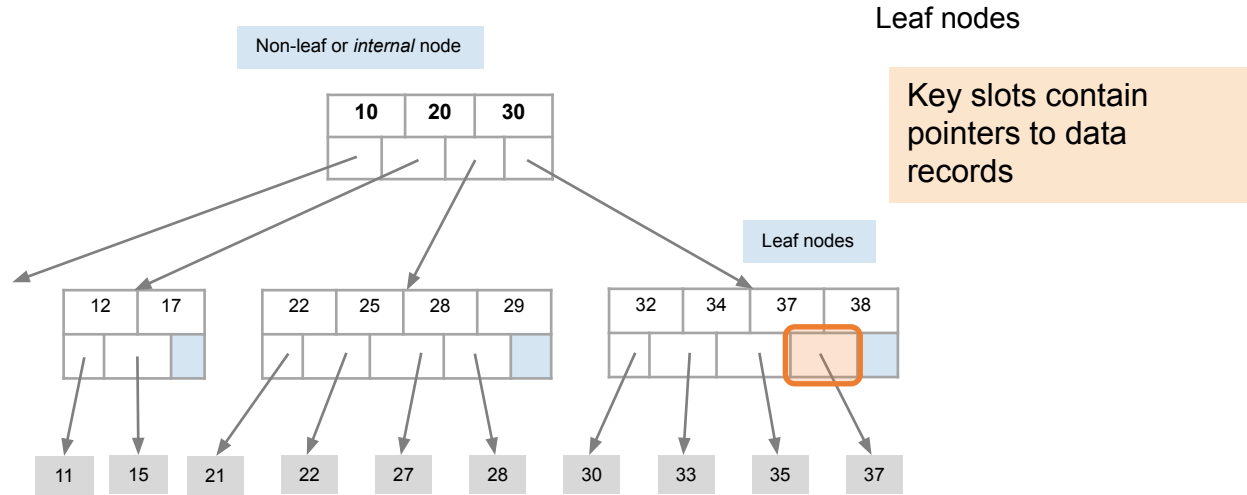 Leaf nodes
Non-leaf or internal node
Key slots contain
pointers to data
records
10 20 30
Leaf nodes
12 17
22 25 28 29
32 34 37 38
11 15 21 22 27 28 30 33 35 37